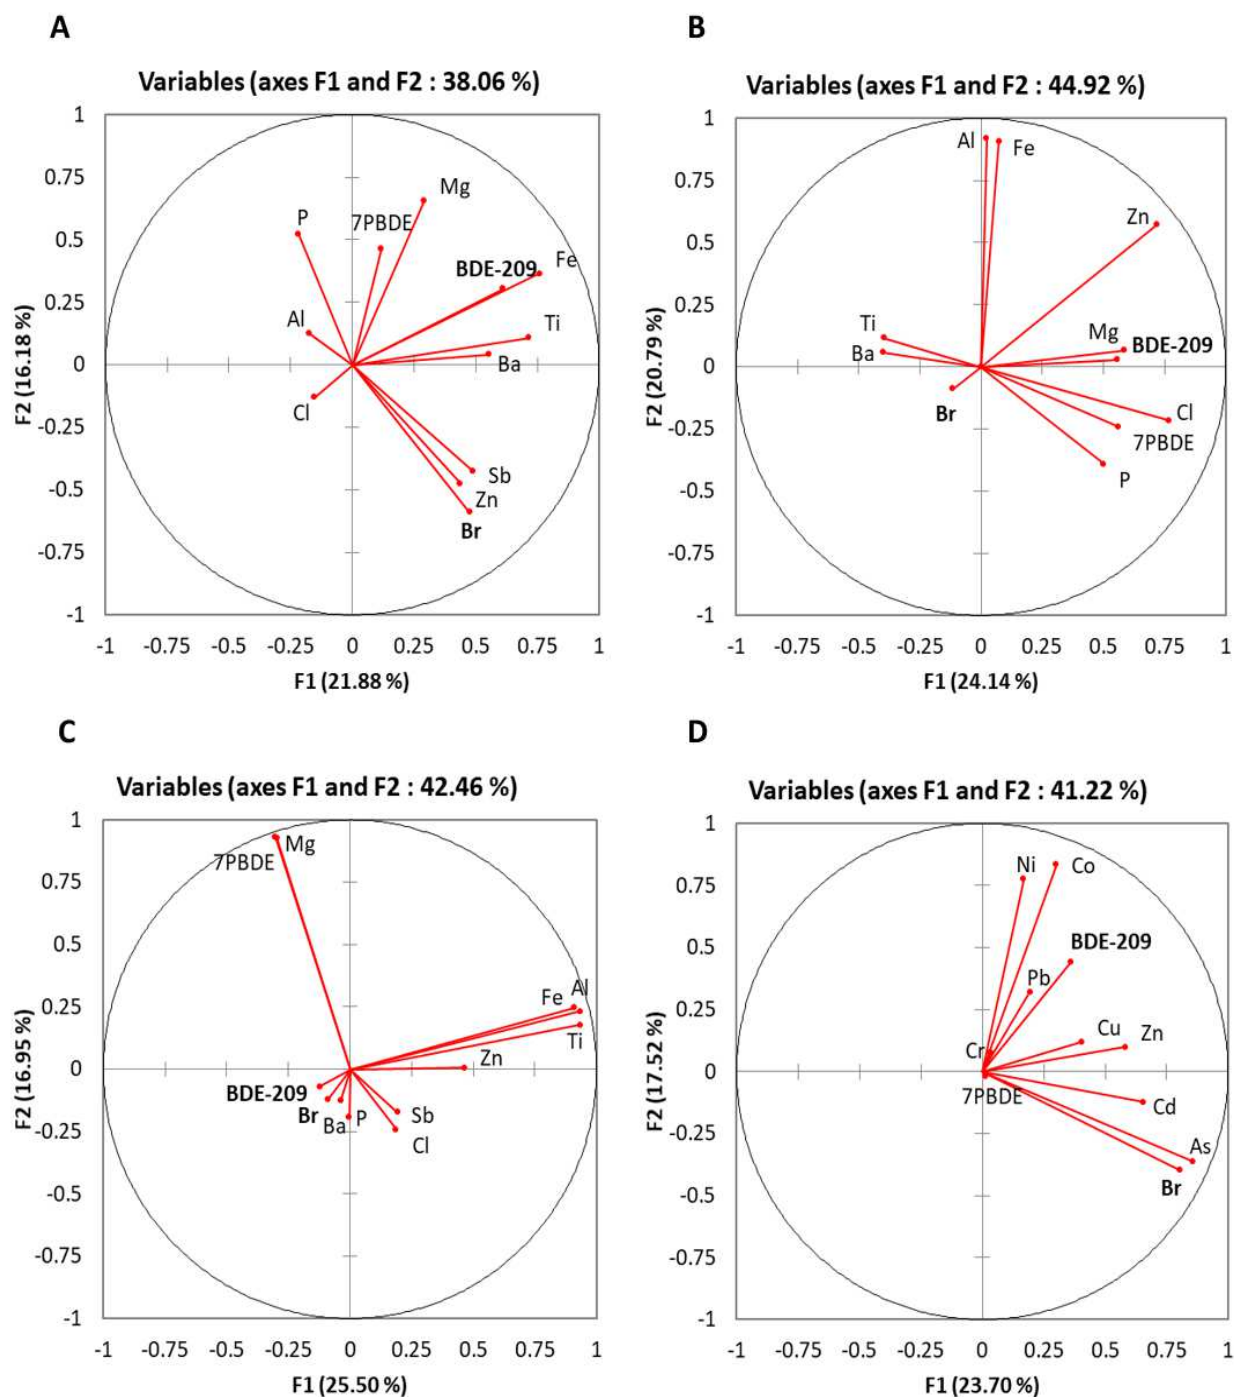 A
Variables (axes F1 and F2 : 38.06 %)
1
0.75
0.5
0.25
0
-0.25
-0.5
-0.75
-1
F2 (16.18 %)
Mg
P
7PBDE
BDE-209
Fe
Al
Ti
Ba
Cl
Sb
Zn
Br
-1 -0.75 -0.5 -0.25 0 0.25 0.5 0.75 1
F1 (21.88 %)
B
Variables (axes F1 and F2 : 44.92 %)
1
0.75
0.5
0.25
0
-0.25
-0.5
-0.75
-1
F2 (20.79 %)
Al
Fe
Zn
Ti
Mg
Ba
BDE-209
Br
Cl
7PBDE
P
-1 -0.75 -0.5 -0.25 0 0.25 0.5 0.75 1
F1 (24.14 %)
C
Variables (axes F1 and F2 : 42.46 %)
1
0.75
0.5
0.25
0
-0.25
-0.5
-0.75
-1
F2 (16.95 %)
Mg
7PBDE
Fe
Al
Ti
Zn
BDE-209
Br
Ba
P
Sb
Cl
-1 -0.75 -0.5 -0.25 0 0.25 0.5 0.75 1
F1 (25.50 %)
D
Variables (axes F1 and F2 : 41.22 %)
1
0.75
0.5
0.25
0
-0.25
-0.5
-0.75
-1
F2 (17.52 %)
Ni
Co
BDE-209
Pb
Cu
Zn
Cr
7PBDE
Cd
As
Br
-1 -0.75 -0.5 -0.25 0 0.25 0.5 0.75 1
F1 (23.70 %)